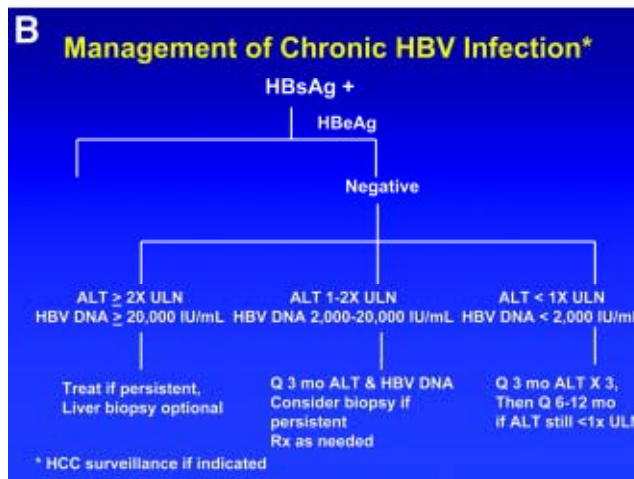 B
Management of Chronic HBV Infection*
HBsAg +
HBeAg
Negative
ALT ≥ 2X ULN
HBV DNA ≥ 20,000 IU/mL
ALT 1-2X ULN
HBV DNA 2,000-20,000 IU/mL
ALT < 1X ULN
HBV DNA < 2,000 IU/mL
Treat if persistent,
Liver biopsy optional
Q 3 mo ALT & HBV DNA
Consider biopsy if
persistent
Rx as needed
Q 3 mo ALT X 3,
Then Q 6-12 mo
if ALT still <1x ULN
* HCC surveillance if indicated